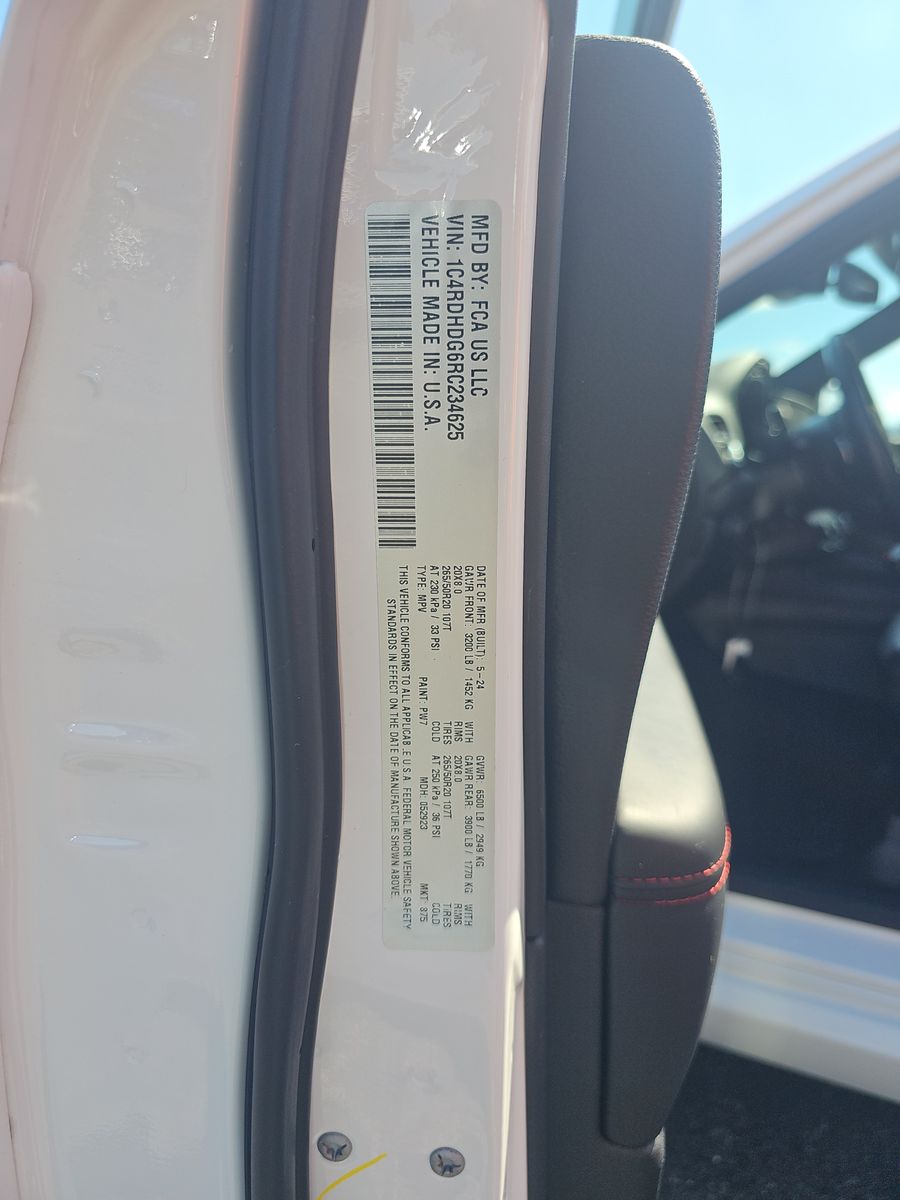 MFD BY: FCA US LLC
VIN: 1C4RDHDG6RC234625
VEHICLE MADE IN: U.S.A.
DATE OF MFR (BUILT): 5-24 GVWR: 6500 LB / 2949 KG
GAWR FRONT: 3200 LB / 1452 KG WITH GAWR REAR: 3900 LB / 1770 KG WITH
20X8.0 RIMS 20X8.0 RIMS
265/50R20 107T TIRES 265/50R20 107T TIRES
AT 230 kPa / 33 PSI COLD AT 250 kPa / 36 PSI COLD
TYPE: MPV PAINT: PW7 MDH: 052923 MKT: 875
THIS VEHICLE CONFORMS TO ALL APPLICABLE U.S.A. FEDERAL MOTOR VEHICLE SAFETY
STANDARDS IN EFFECT ON THE DATE OF MANUFACTURE SHOWN ABOVE.